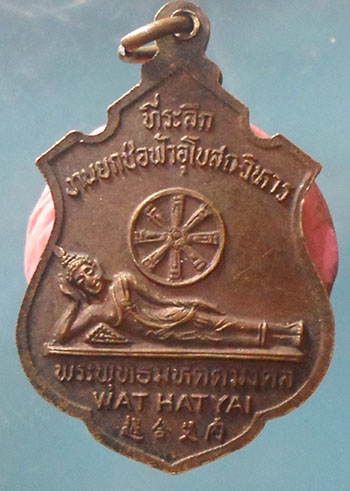 ที่ระลึก
งานยกช่อฟ้าอุโบสถวิหาร
พระพุทธมหัตตมงคล
WAT HAT YAI